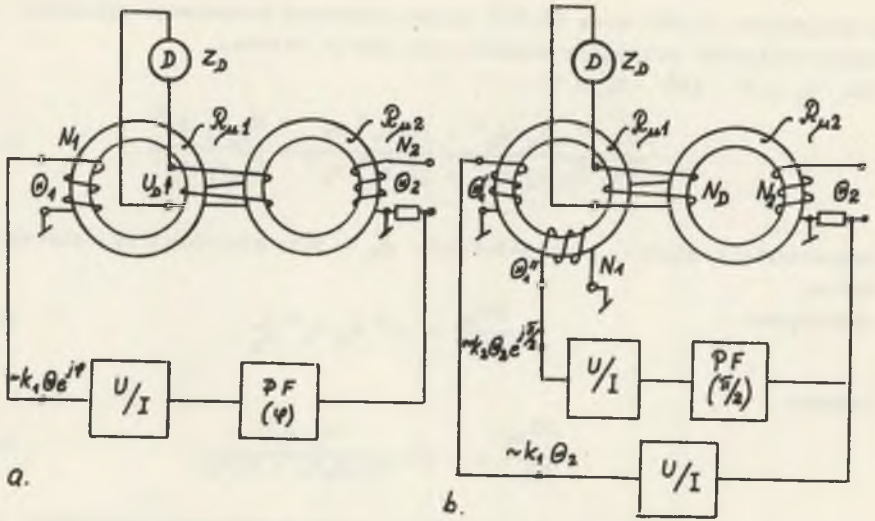 D Z_D
R_μ1
R_μ2
N_1
N_2
Θ_1
U_D
Θ_2
~k_1 Θ e^{jφ}
U/I
PF
(φ)
a.
D Z_D
R_μ1
R_μ2
Θ_1'
N_D
N_2
Θ_2
Θ_1"
N_1
~k_2 Θ_2 e^{jπ/2}
U/I
PF
(π/2)
~k_1 Θ_2
U/I
b.